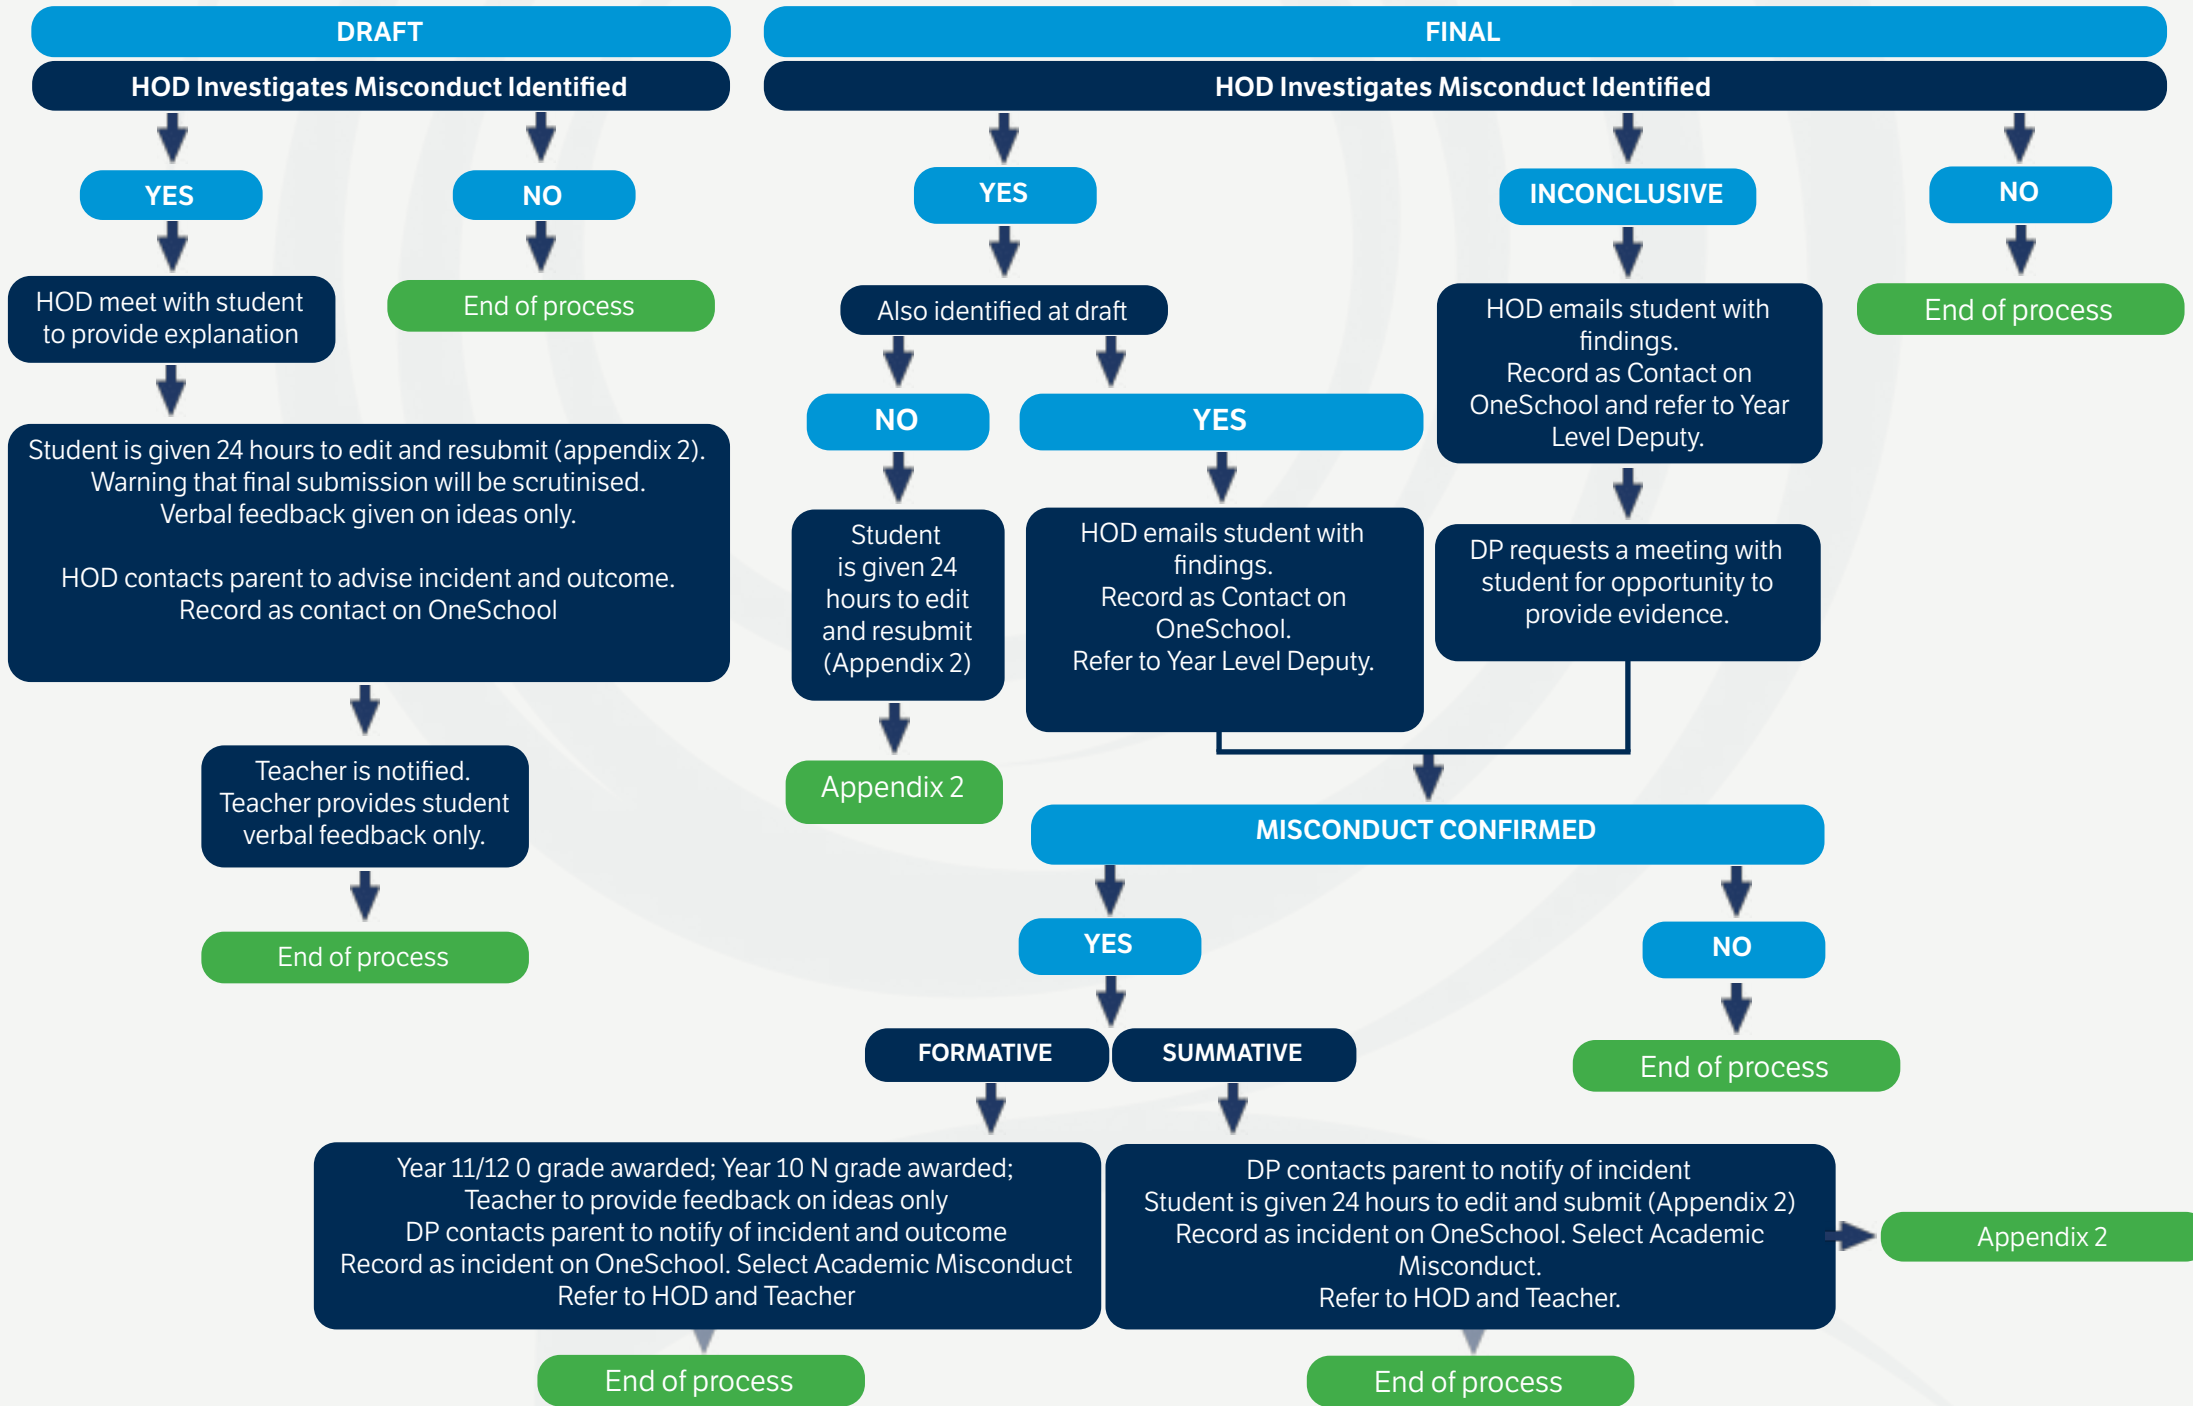 DRAFT
HOD Investigates Misconduct Identified
YES
NO
HOD meet with student
to provide explanation
End of process
Student is given 24 hours to edit and resubmit (appendix 2).
Warning that final submission will be scrutinised.
Verbal feedback given on ideas only.
HOD contacts parent to advise incident and outcome.
Record as contact on OneSchool
Teacher is notified.
Teacher provides student
verbal feedback only.
End of process
FINAL
HOD Investigates Misconduct Identified
YES
INCONCLUSIVE
NO
Also identified at draft
HOD emails student with
findings.
Record as Contact on
OneSchool and refer to Year
Level Deputy.
End of process
NO
YES
Student
is given 24
hours to edit
and resubmit
(Appendix 2)
HOD emails student with
findings.
Record as Contact on
OneSchool.
Refer to Year Level Deputy.
DP requests a meeting with
student for opportunity to
provide evidence.
Appendix 2
MISCONDUCT CONFIRMED
YES
NO
FORMATIVE
SUMMATIVE
End of process
Year 11/12 0 grade awarded; Year 10 N grade awarded;
Teacher to provide feedback on ideas only
DP contacts parent to notify of incident and outcome
Record as incident on OneSchool. Select Academic Misconduct
Refer to HOD and Teacher
DP contacts parent to notify of incident
Student is given 24 hours to edit and submit (Appendix 2)
Record as incident on OneSchool. Select Academic
Misconduct.
Refer to HOD and Teacher.
Appendix 2
End of process
End of process